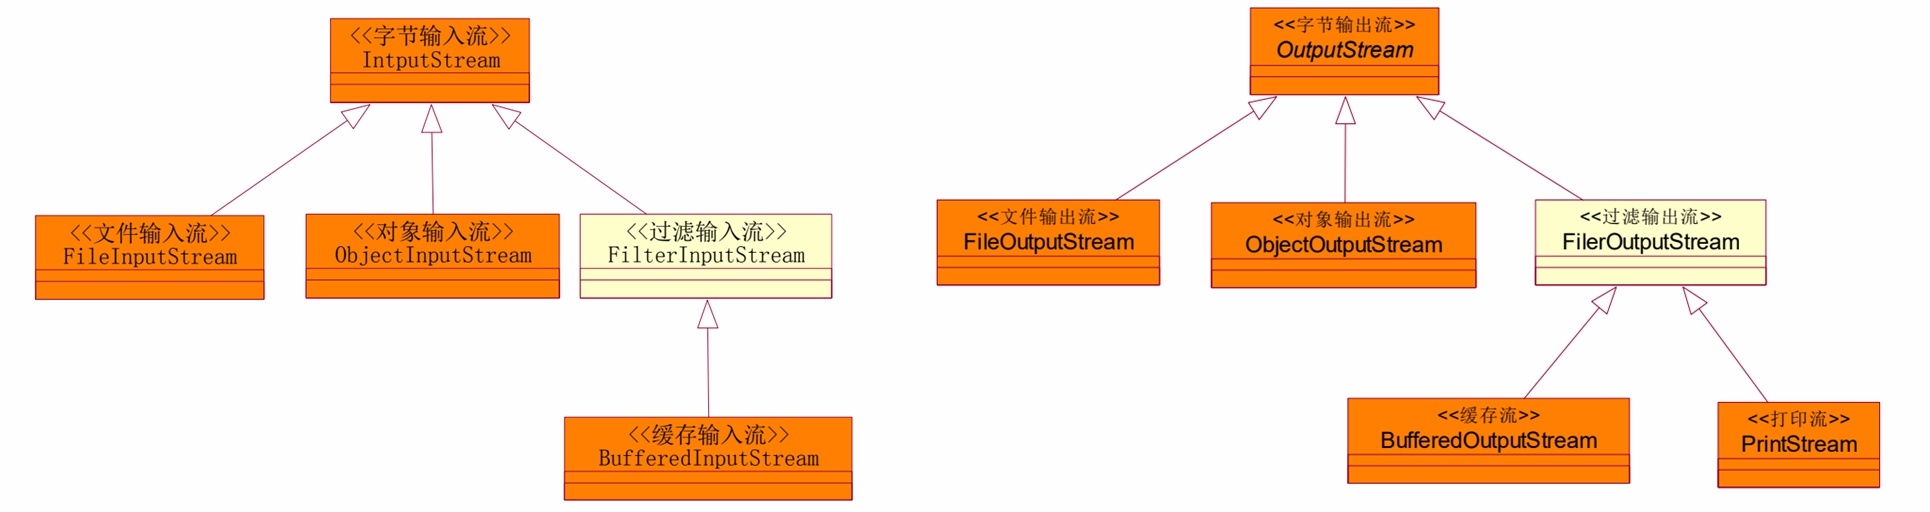 <<字节输入流>>
IntputStream
<<文件输入流>>
FileInputStream
<<对象输入流>>
ObjectInputStream
<<过滤输入流>>
FilterInputStream
<<缓存输入流>>
BufferedInputStream
<<字节输出流>>
OutputStream
<<文件输出流>>
FileOutputStream
<<对象输出流>>
ObjectOutputStream
<<过滤输出流>>
FilerOutputStream
<<缓存流>>
BufferedOutputStream
<<打印流>>
PrintStream